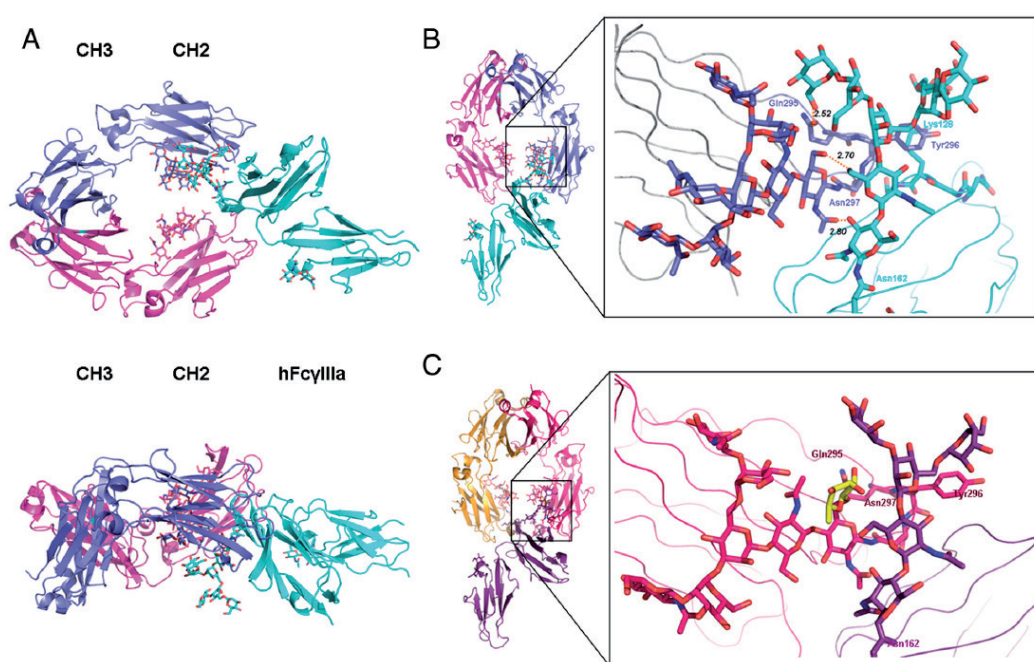 A
CH3 CH2
B
Gln295
2.52
Lys128
Tyr296
2.70
Asn297
2.80
Asn162
CH3 CH2 hFcγIIIa
C
Gln295
Asn297
Tyr296
Asn162